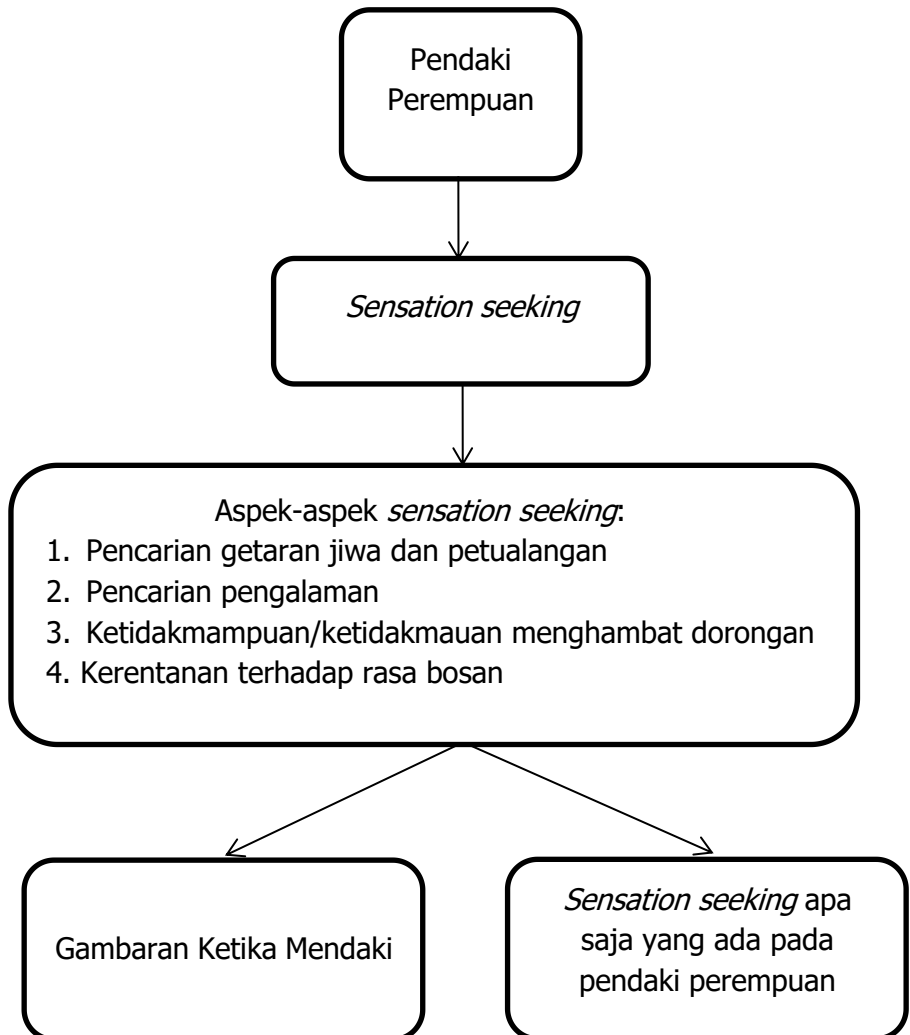 Pendaki
Perempuan
Sensation seeking
Aspek-aspek sensation seeking:
1. Pencarian getaran jiwa dan petualangan
2. Pencarian pengalaman
3. Ketidakmampuan/ketidakmauan menghambat dorongan
4. Kerentanan terhadap rasa bosan
Gambaran Ketika Mendaki
Sensation seeking apa
saja yang ada pada
pendaki perempuan